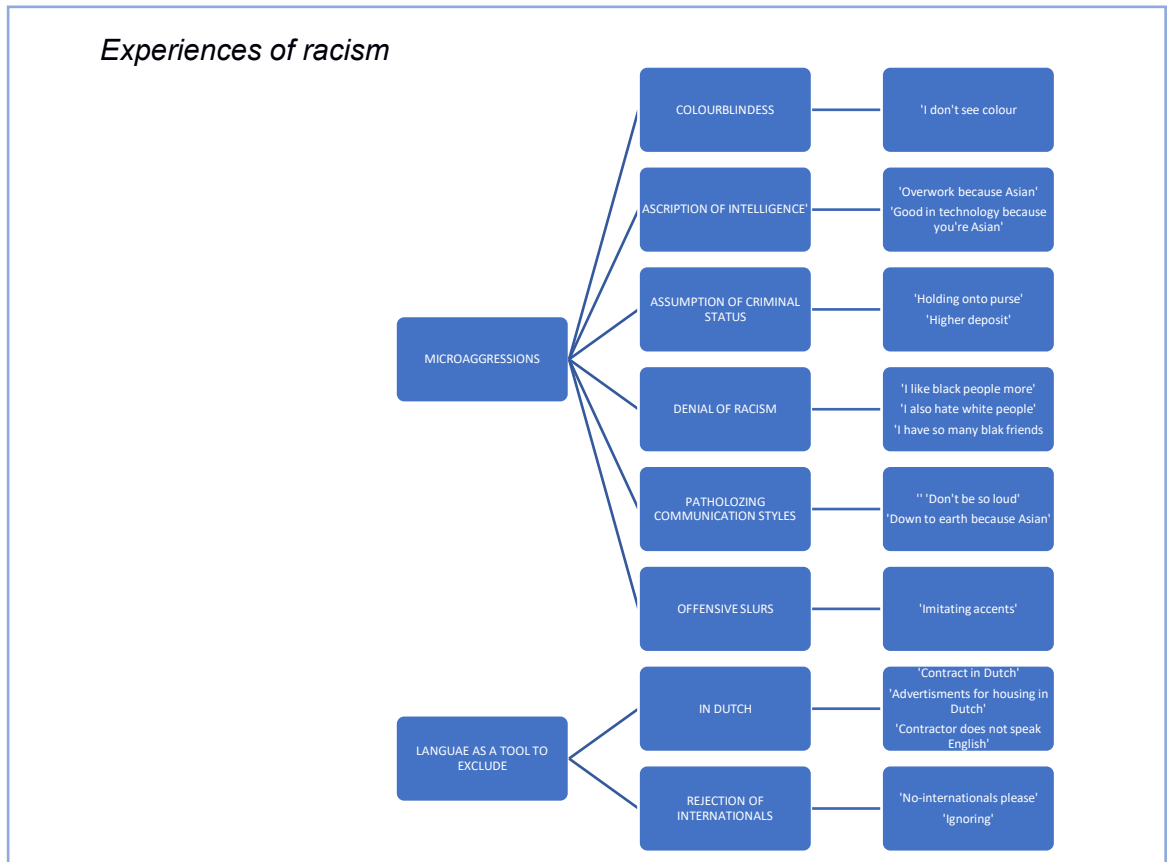 Experiences of racism
COLOURBLINDESS
'I don't see colour
ASCRIPTION OF INTELLIGENCE'
'Overwork because Asian'
'Good in technology because
you're Asian'
ASSUMPTION OF CRIMINAL
STATUS
'Holding onto purse'
'Higher deposit'
MICROAGGRESSIONS
DENIAL OF RACISM
'I like black people more'
'I also hate white people'
'I have so many blak friends
PATHOLOZING
COMMUNICATION STYLES
'' 'Don't be so loud'
'Down to earth because Asian'
OFFENSIVE SLURS
'Imitating accents'
LANGUAE AS A TOOL TO
EXCLUDE
IN DUTCH
'Contract in Dutch'
'Advertisments for housing in
Dutch'
'Contractor does not speak
English'
REJECTION OF
INTERNATIONALS
'No-internationals please'
'Ignoring'